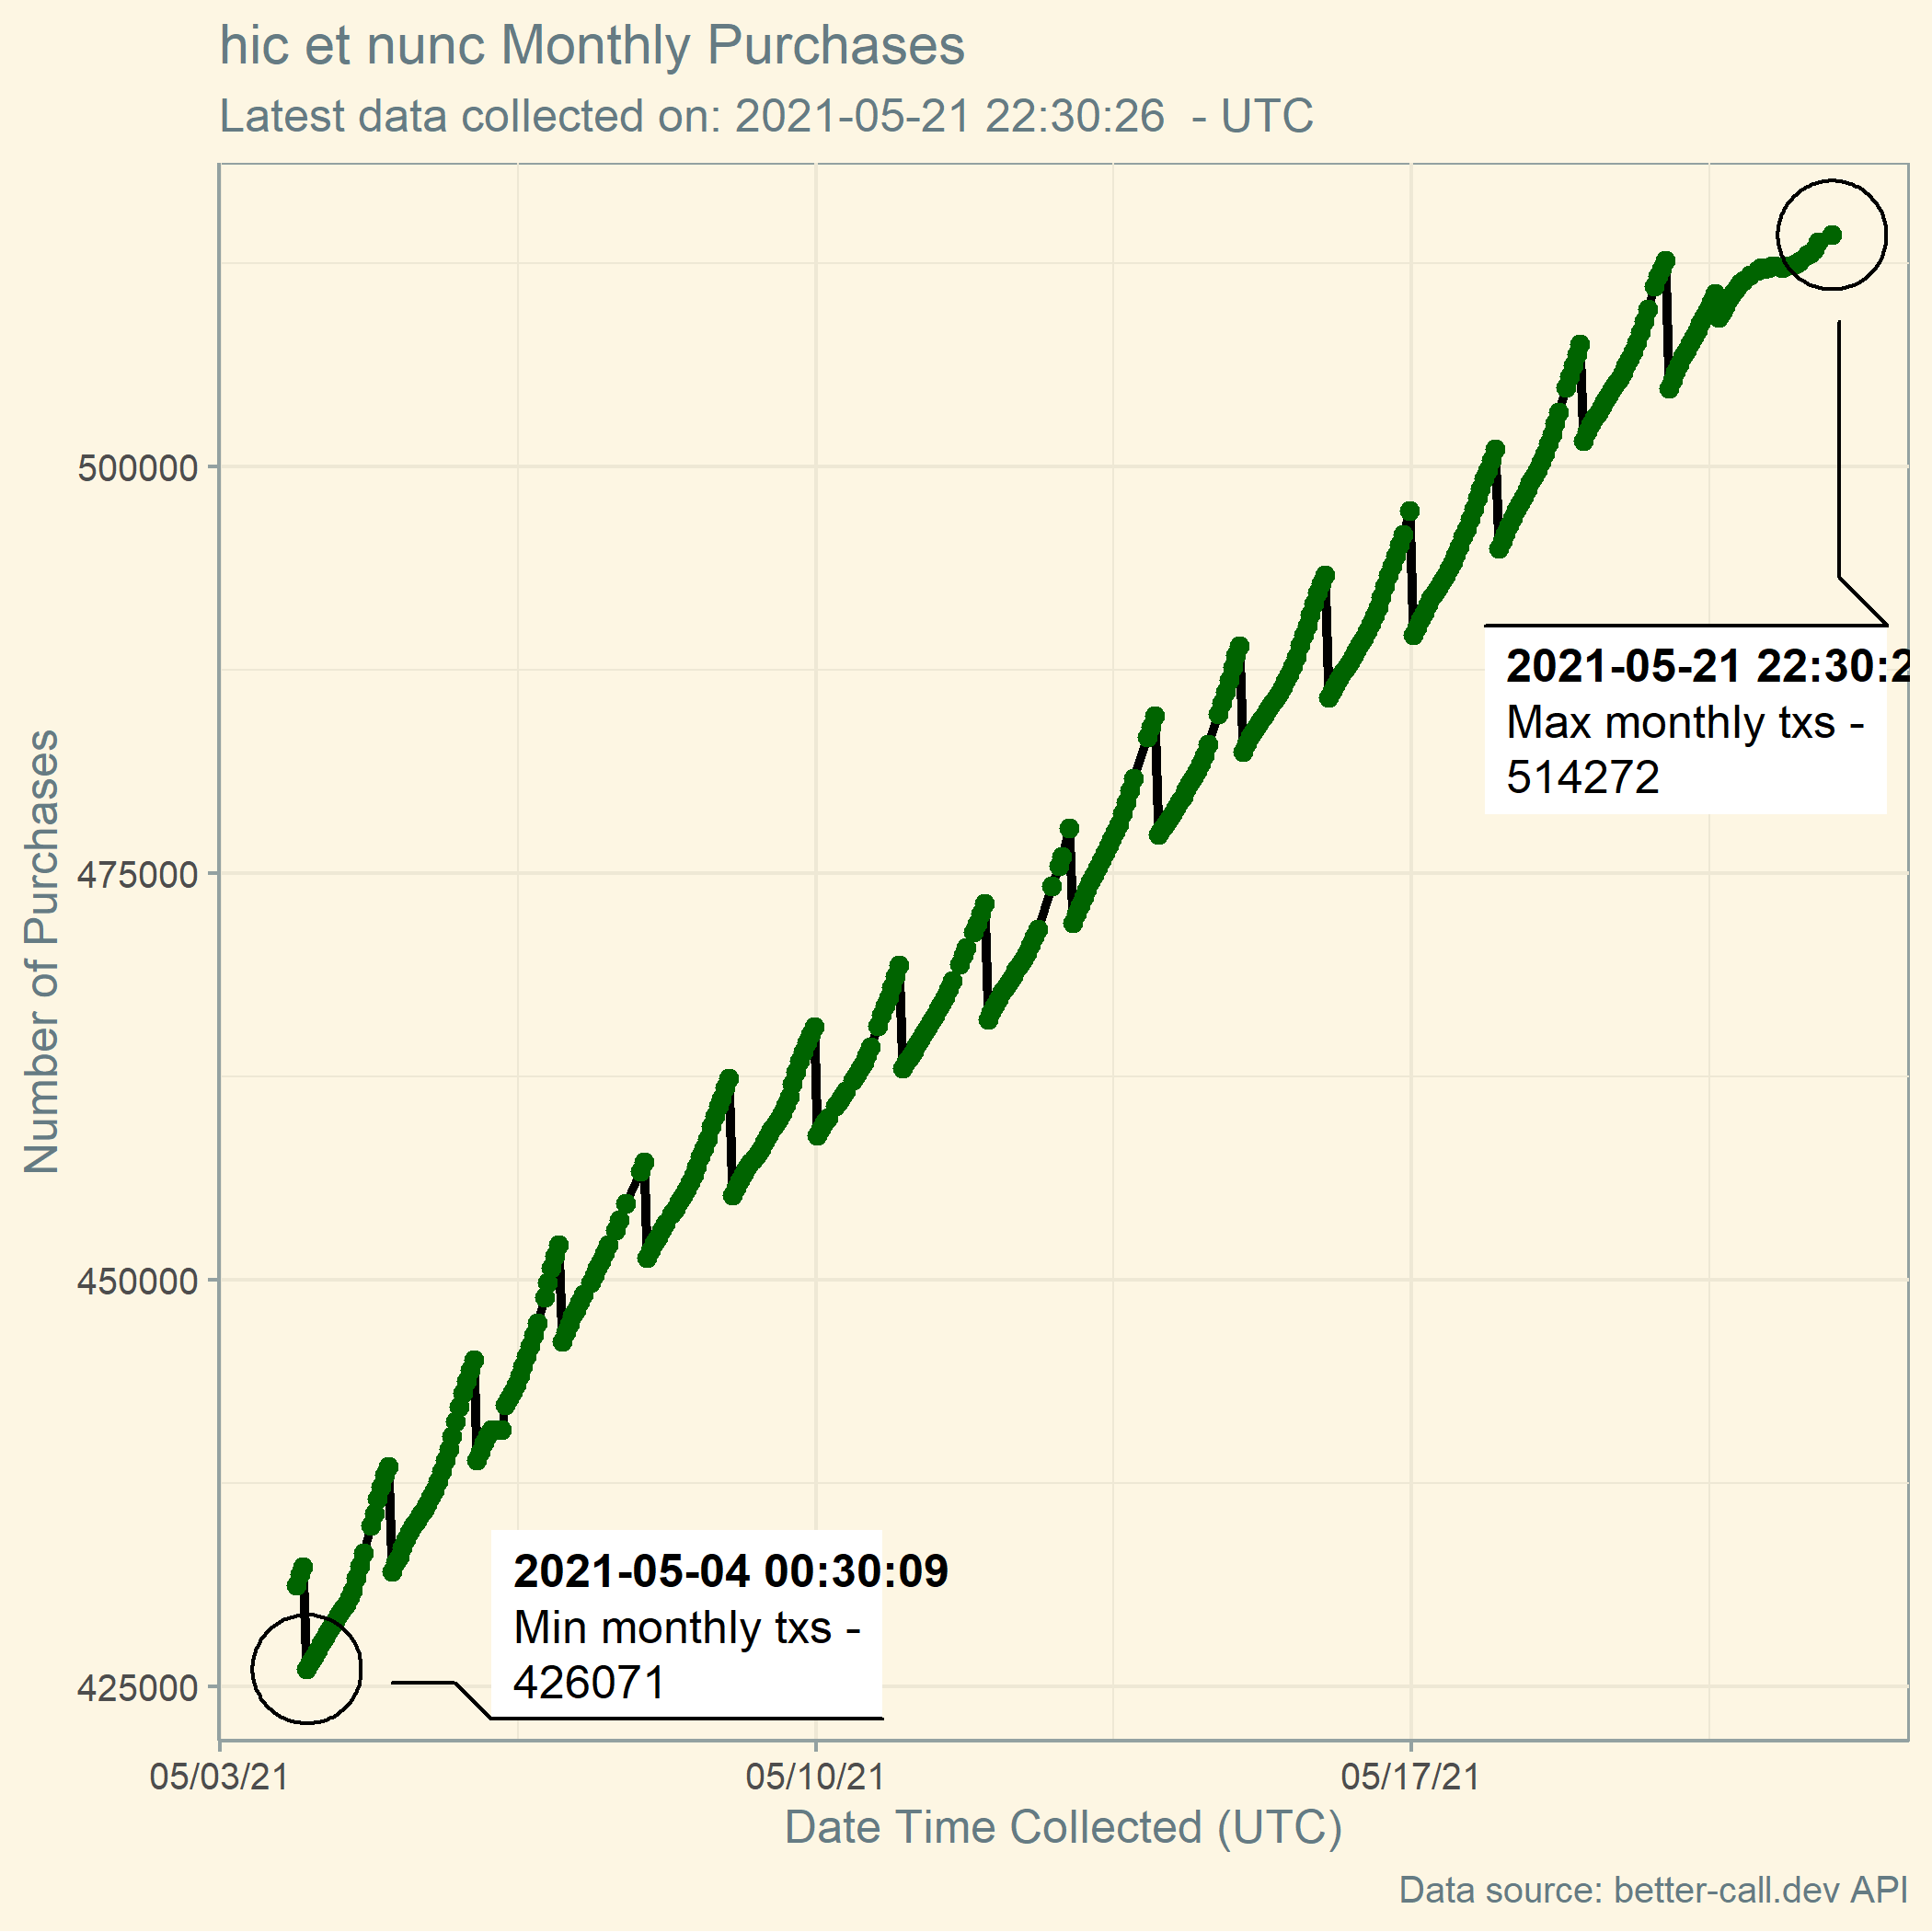 hic et nunc Monthly Purchases
Latest data collected on: 2021-05-21 22:30:26  - UTC
Number of Purchases
500000
475000
450000
425000
2021-05-21 22:30:2
Max monthly txs -
514272
2021-05-04 00:30:09
Min monthly txs -
426071
05/03/21
05/10/21
05/17/21
Date Time Collected (UTC)
Data source: better-call.dev API